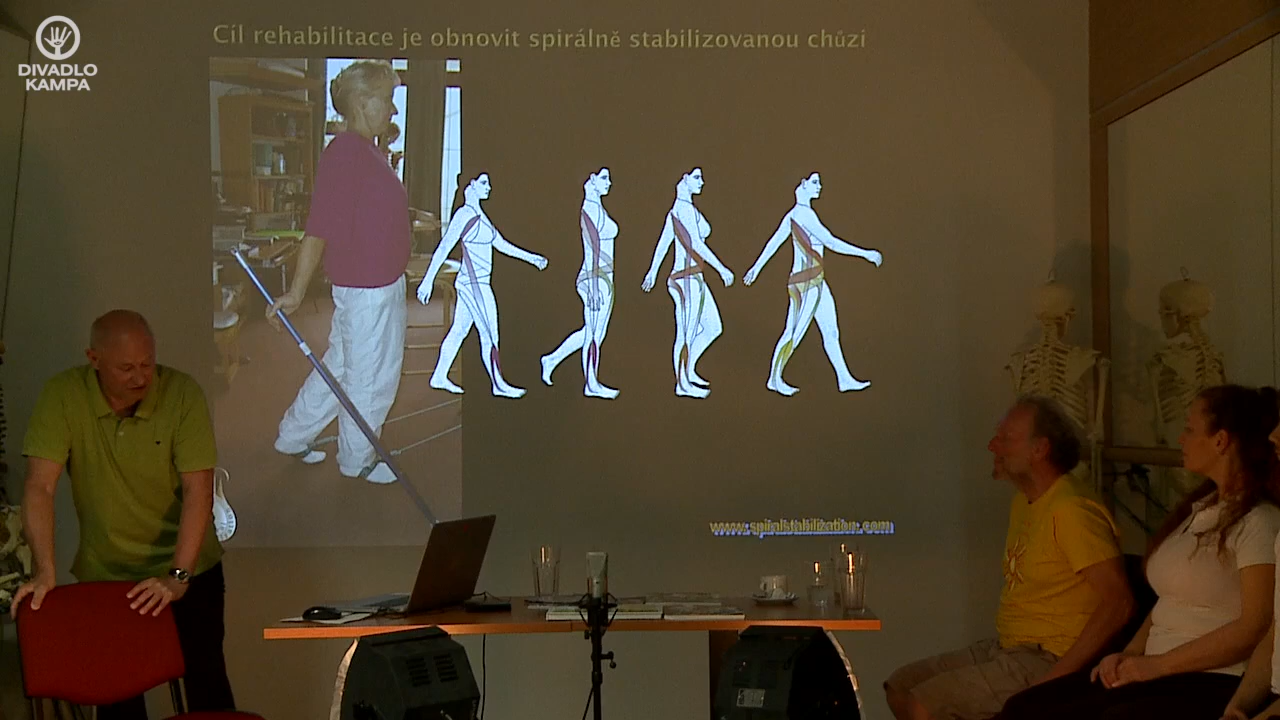 DIVADLO
KAMPA
Cíl rehabilitace je obnovit spirálně stabilizovanou chůzi
www.spiralstabilization.com